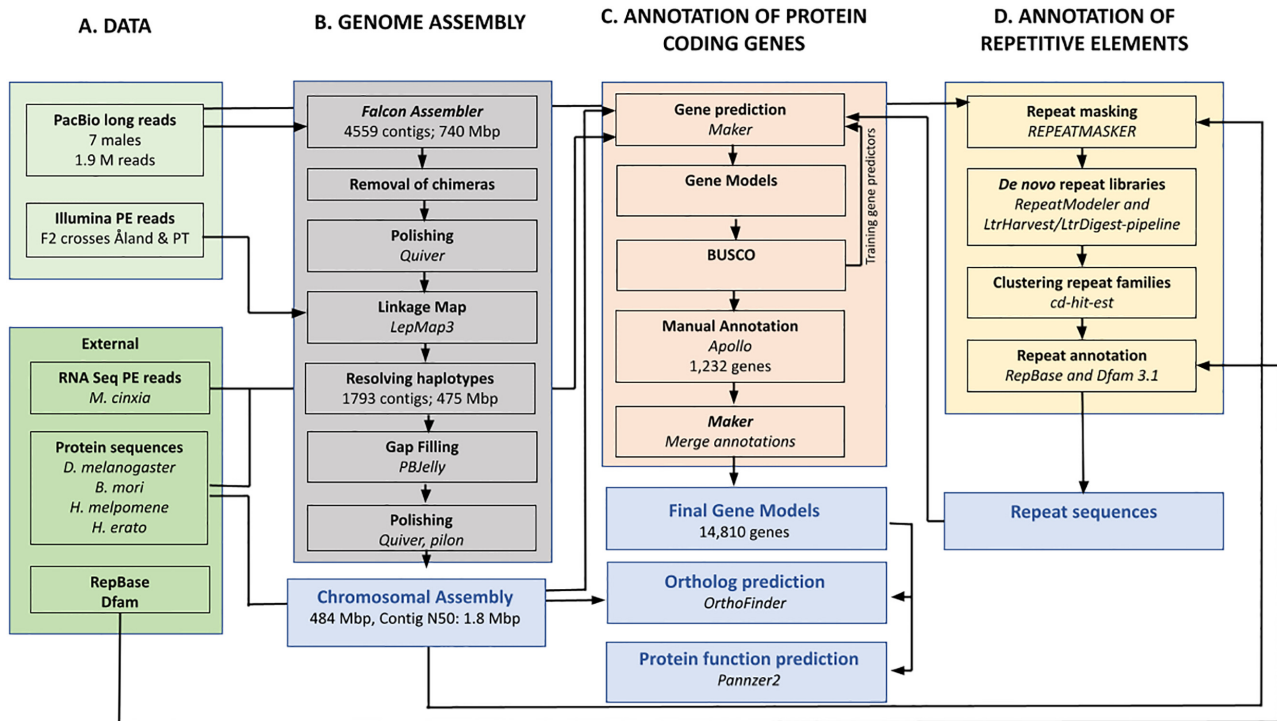 A. DATA
PacBio long reads
7 males
1.9 M reads
Illumina PE reads
F2 crosses Åland & PT
External
RNA Seq PE reads
M. cinxia
Protein sequences
D. melanogaster
B. mori
H. melpomene
H. erato
RepBase
Dfam
B. GENOME ASSEMBLY
Falcon Assembler
4559 contigs; 740 Mbp
Removal of chimeras
Polishing
Quiver
Linkage Map
LepMap3
Resolving haplotypes
1793 contigs; 475 Mbp
Gap Filling
PBJelly
Polishing
Quiver, pilon
Chromosomal Assembly
484 Mbp, Contig N50: 1.8 Mbp
C. ANNOTATION OF PROTEIN
CODING GENES
Gene prediction
Maker
Gene Models
BUSCO
Training gene predictors
Manual Annotation
Apollo
1,232 genes
Maker
Merge annotations
Final Gene Models
14,810 genes
Ortholog prediction
OrthoFinder
Protein function prediction
Pannzer2
D. ANNOTATION OF
REPETITIVE ELEMENTS
Repeat masking
REPEATMASKER
De novo repeat libraries
RepeatModeler and
LtrHarvest/LtrDigest-pipeline
Clustering repeat families
cd-hit-est
Repeat annotation
RepBase and Dfam 3.1
Repeat sequences